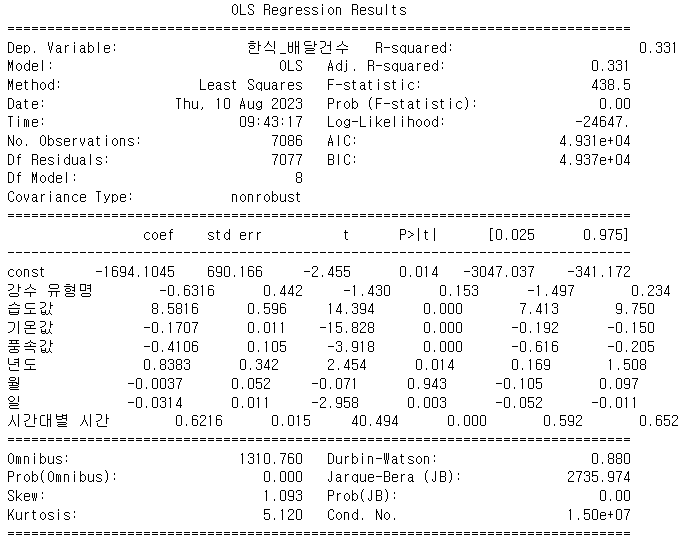 OLS Regression Results
==============================================================================
Dep. Variable: 한식_배달건수 R-squared: 0.331
Model: OLS Adj. R-squared: 0.331
Method: Least Squares F-statistic: 438.5
Date: Thu, 10 Aug 2023 Prob (F-statistic): 0.00
Time: 09:43:17 Log-Likelihood: -24647.
No. Observations: 7086 AIC: 4.931e+04
Df Residuals: 7077 BIC: 4.937e+04
Df Model: 8
Covariance Type: nonrobust
==============================================================================
coef std err t P>|t| [0.025 0.975]
------------------------------------------------------------------------------
const -1694.1045 690.166 -2.455 0.014 -3047.037 -341.172
강수 유형명 -0.6316 0.442 -1.430 0.153 -1.497 0.234
습도값 8.5816 0.596 14.394 0.000 7.413 9.750
기온값 -0.1707 0.011 -15.828 0.000 -0.192 -0.150
풍속값 -0.4106 0.105 -3.918 0.000 -0.616 -0.205
년도 0.8383 0.342 2.454 0.014 0.169 1.508
월 -0.0037 0.052 -0.071 0.943 -0.105 0.097
일 -0.0314 0.011 -2.958 0.003 -0.052 -0.011
시간대별 시간 0.6216 0.015 40.494 0.000 0.592 0.652
==============================================================================
Omnibus: 1310.760 Durbin-Watson: 0.880
Prob(Omnibus): 0.000 Jarque-Bera (JB): 2735.974
Skew: 1.093 Prob(JB): 0.00
Kurtosis: 5.120 Cond. No. 1.50e+07
==============================================================================